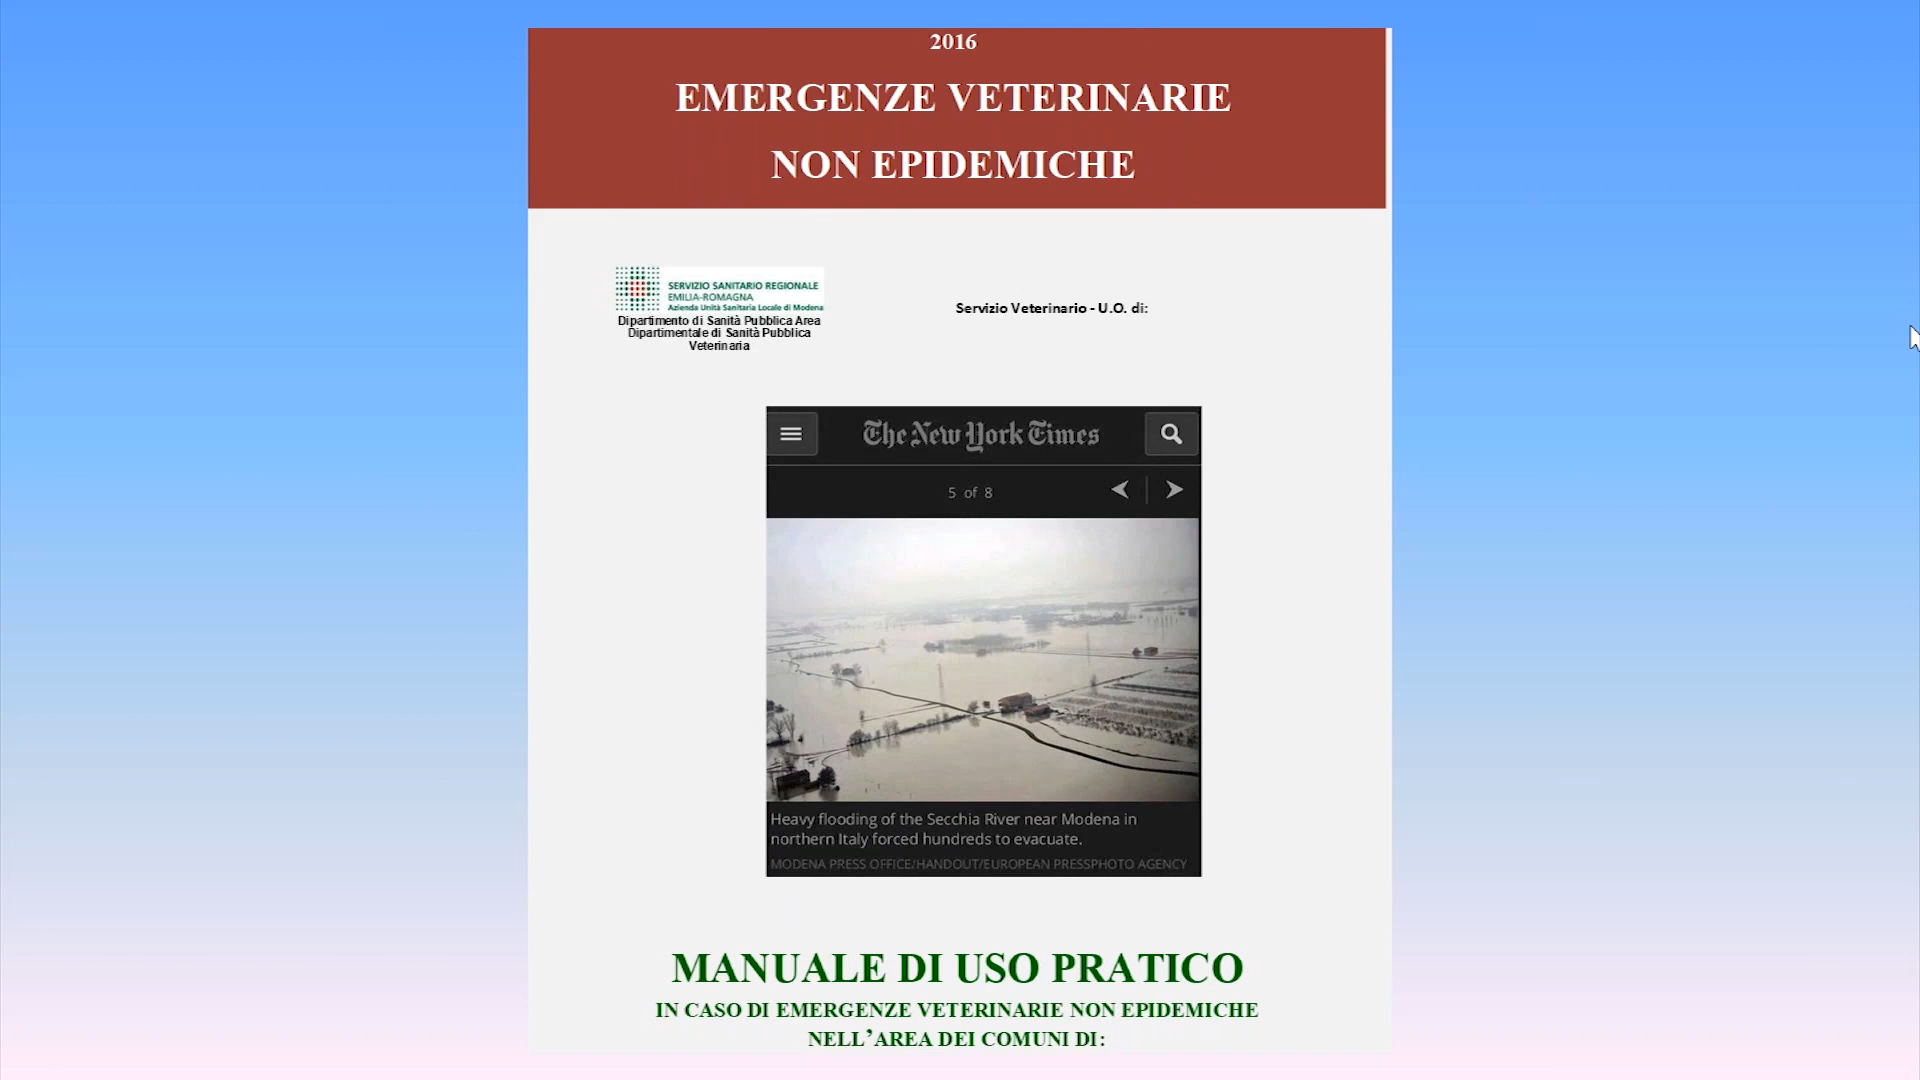 2016
EMERGENZE VETERINARIE
NON EPIDEMICHE
SERVIZIO SANITARIO REGIONALE
EMILIA-ROMAGNA
Azienda Unità Sanitaria Locale di Modena
Dipartimento di Sanità Pubblica Area
Dipartimentale di Sanità Pubblica
Veterinaria
Servizio Veterinario - U.O. di:
The New York Times
5 of 8
Heavy flooding of the Secchia River near Modena in
northern Italy forced hundreds to evacuate.
MODENA PRESS OFFICE/HANDOUT/EUROPEAN PRESSPHOTO AGENCY
MANUALE DI USO PRATICO
IN CASO DI EMERGENZE VETERINARIE NON EPIDEMICHE
NELL’AREA DEI COMUNI DI: